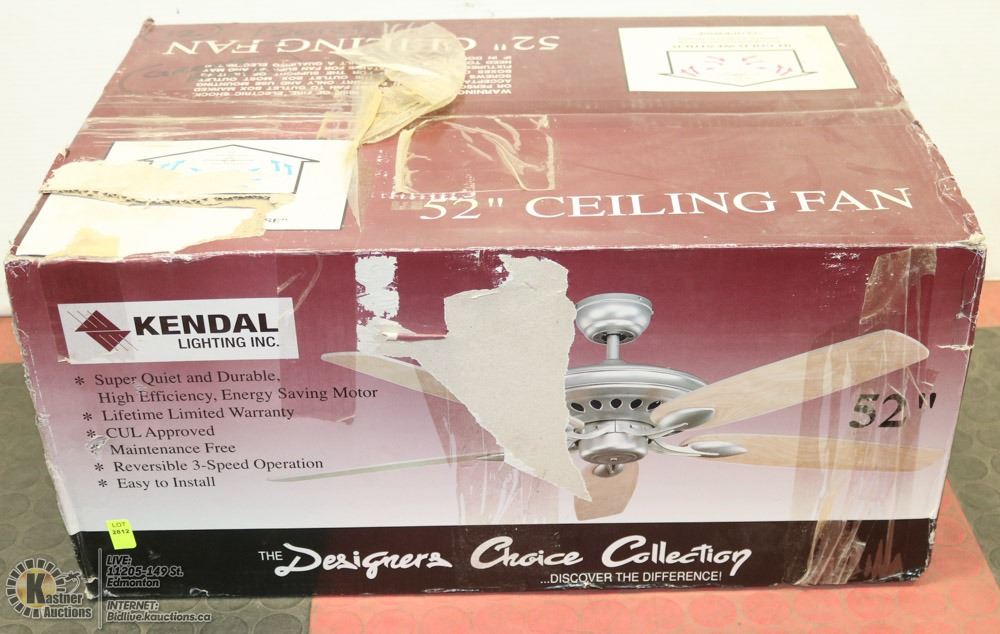 52" CEILING FAN
52" CEILING FAN
KENDAL
LIGHTING INC.
* Super Quiet and Durable,
High Efficiency, Energy Saving Motor
* Lifetime Limited Warranty
* CUL Approved
Maintenance Free
* Reversible 3-Speed Operation
* Easy to Install
52"
LOT
2812
THE Designers Choice Collection
...DISCOVER THE DIFFERENCE!
Kastner
Auctions
LIVE:
11205-149 St.
Edmonton
INTERNET:
Bidlive.kauctions.ca